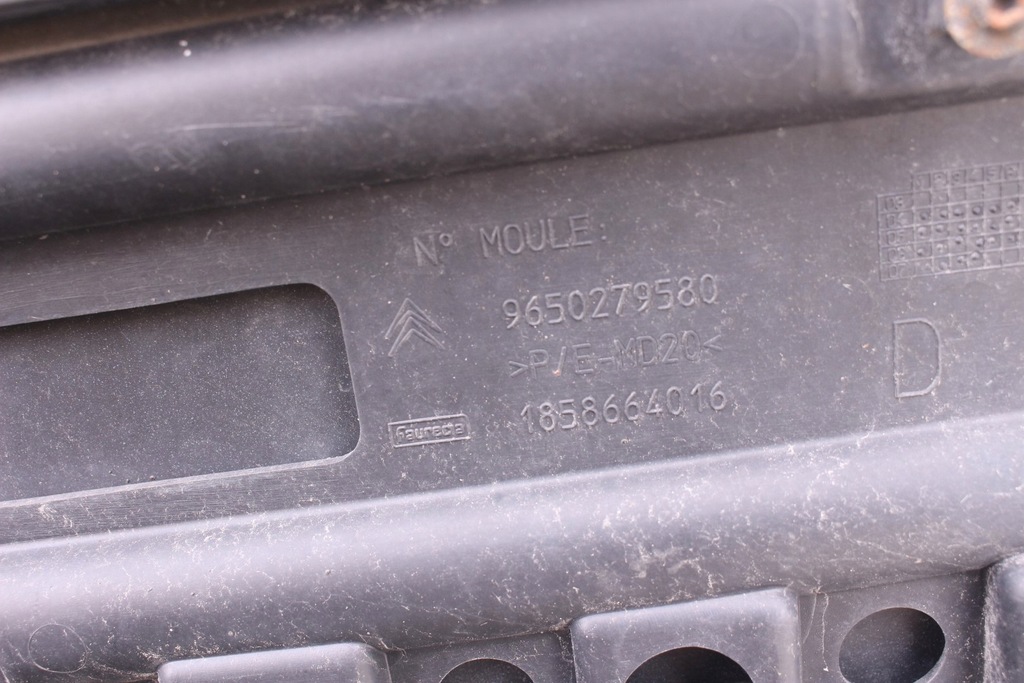 N° MOULE:
9650279580
>P/E-MD20<
faurecia 1858664016
D